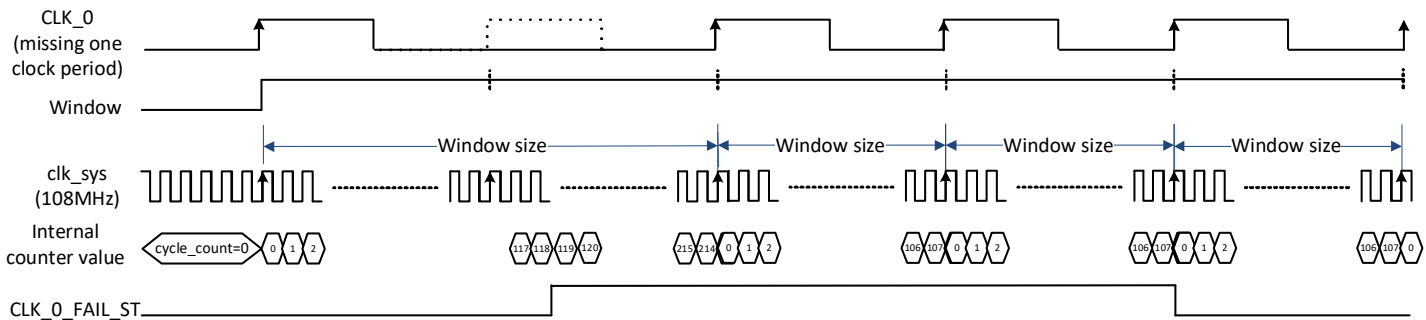 CLK_0
(missing one
clock period)
Window
Window size Window size Window size Window size
clk_sys
(108MHz)
Internal
counter value
cycle_count=0 0 1 2 117 118 119 120 215 214 0 1 2 106 107 0 1 2 106 107 0 1 2 106 107 0
CLK_0_FAIL_ST